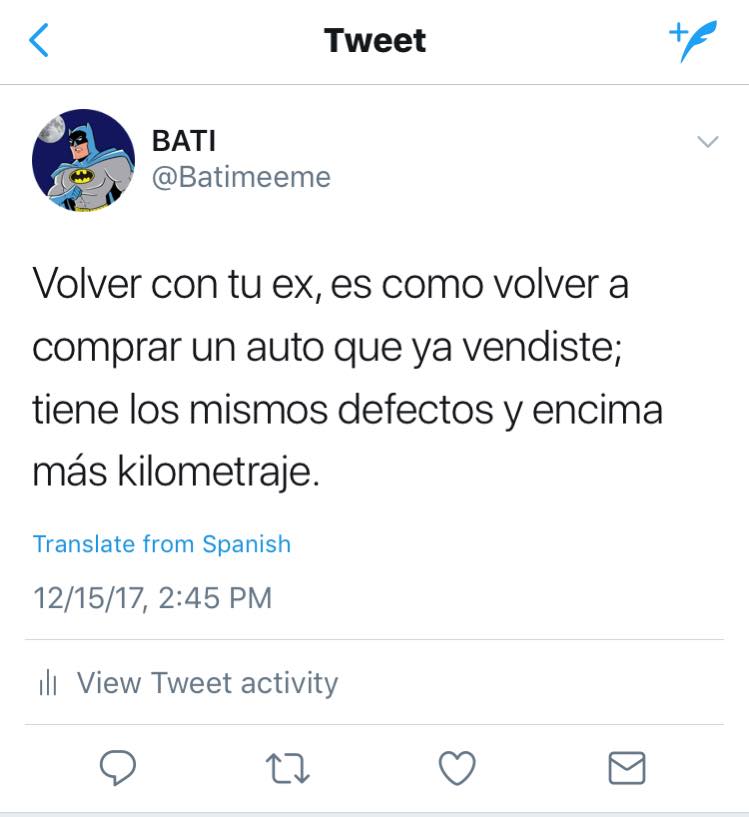 Tweet
BATI
@Batimeeme
Volver con tu ex, es como volver a
comprar un auto que ya vendiste;
tiene los mismos defectos y encima
más kilometraje.
Translate from Spanish
12/15/17, 2:45 PM
View Tweet activity